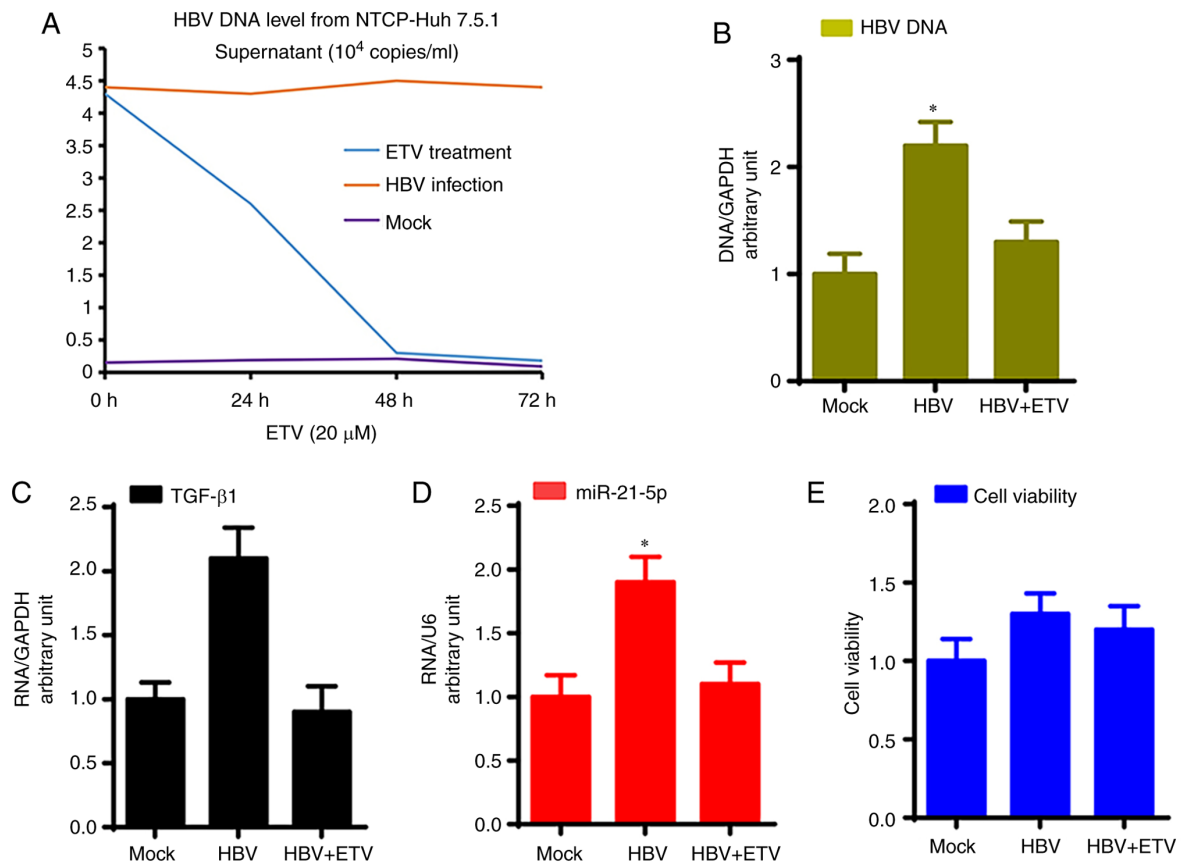 A
HBV DNA level from NTCP-Huh 7.5.1
Supernatant (10⁴ copies/ml)
5
4.5
4
3.5
3
2.5
2
1.5
1
0.5
0
0 h 24 h 48 h 72 h
ETV (20 µM)
ETV treatment
HBV infection
Mock
B
HBV DNA
DNA/GAPDH
arbitrary unit
3
2
1
0
*
Mock HBV HBV+ETV
C
TGF-β1
RNA/GAPDH
arbitrary unit
2.5
2.0
1.5
1.0
0.5
0.0
Mock HBV HBV+ETV
D
miR-21-5p
RNA/U6
arbitrary unit
2.5
2.0
1.5
1.0
0.5
0.0
*
Mock HBV HBV+ETV
E
Cell viability
Cell viability
2.0
1.5
1.0
0.5
0.0
Mock HBV HBV+ETV